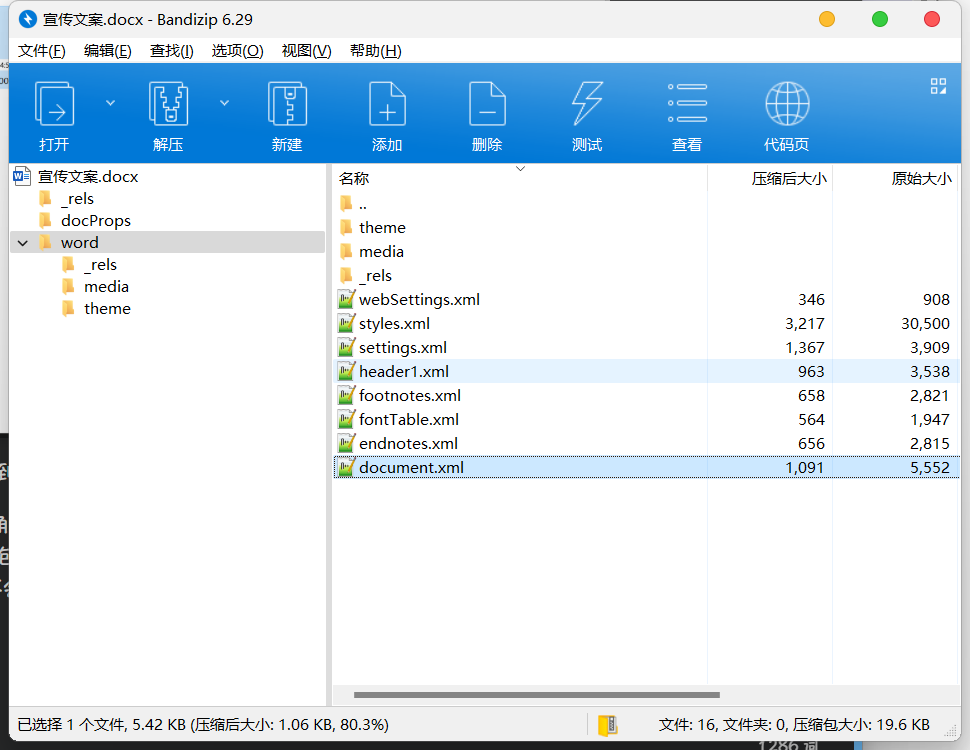 宣传文案.docx - Bandizip 6.29
文件(F) 编辑(E) 查找(I) 选项(O) 视图(V) 帮助(H)
打开 解压 新建 添加 删除 测试 查看 代码页
宣传文案.docx
_rels
docProps
word
_rels
media
theme
名称 压缩后大小 原始大小
..
theme
media
_rels
webSettings.xml 346 908
styles.xml 3,217 30,500
settings.xml 1,367 3,909
header1.xml 963 3,538
footnotes.xml 658 2,821
fontTable.xml 564 1,947
endnotes.xml 656 2,815
document.xml 1,091 5,552
已选择 1 个文件, 5.42 KB (压缩后大小: 1.06 KB, 80.3%) 文件: 16, 文件夹: 0, 压缩包大小: 19.6 KB